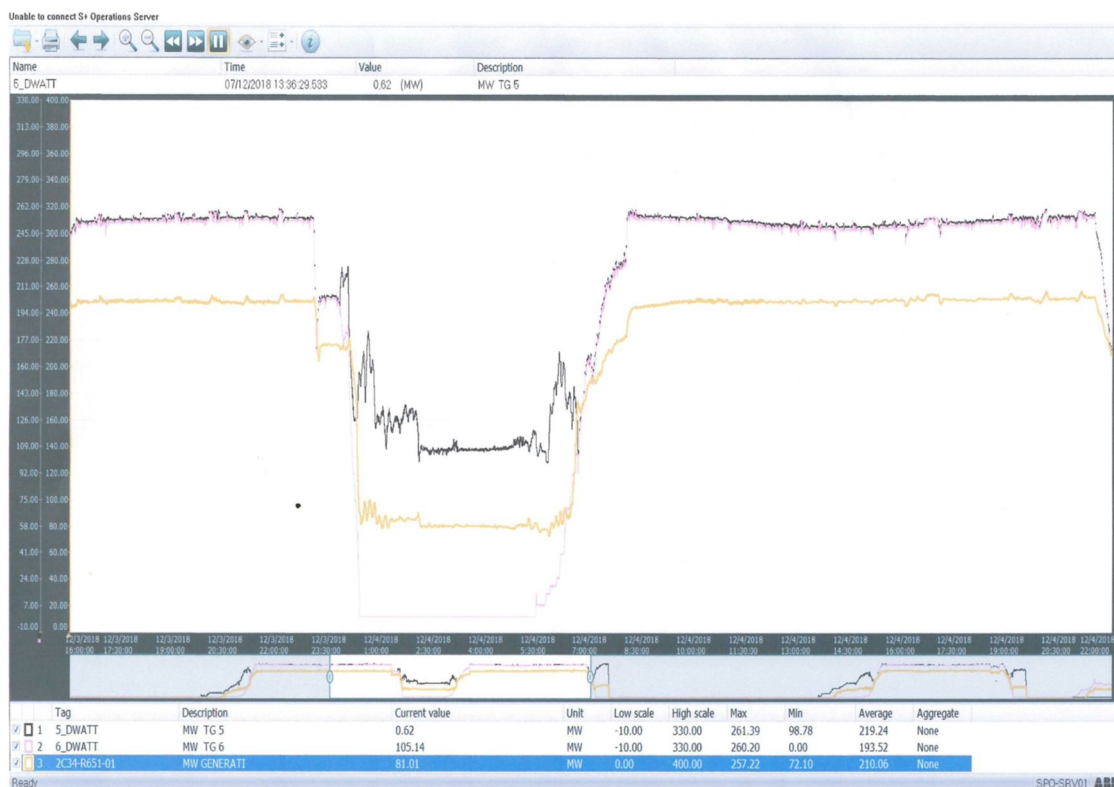 Unable to connect S+ Operations Server
Name Time Value Description
5_DWATT 07/12/2018 13:36:29.533 0,62 (MW) MW TG 5
330.00 400.00
313.00 380.00
296.00 360.00
279.00 340.00
262.00 320.00
245.00 300.00
228.00 280.00
211.00 260.00
194.00 240.00
177.00 220.00
160.00 200.00
143.00 180.00
126.00 160.00
109.00 140.00
92.00 120.00
75.00 100.00
58.00 80.00
41.00 60.00
24.00 40.00
7.00 20.00
-10.00 0.00
12/3/2018 12/3/2018 12/3/2018 12/3/2018 12/3/2018 12/3/2018 12/4/2018 12/4/2018 12/4/2018 12/4/2018 12/4/2018 12/4/2018 12/4/2018 12/4/2018 12/4/2018 12/4/2018 12/4/2018 12/4/2018 12/4/2018 12/4/2018 12/4/2018
16:00:00 17:30:00 19:00:00 20:30:00 22:00:00 23:30:00 1:00:00 2:30:00 4:00:00 5:30:00 7:00:00 8:30:00 10:00:00 11:30:00 13:00:00 14:30:00 16:00:00 17:30:00 19:00:00 20:30:00 22:00:00
Tag Description Current value Unit Low scale High scale Max Min Average Aggregate
1 5_DWATT MW TG 5 0.62 MW -10.00 330.00 261.39 98.78 219.24 None
2 6_DWATT MW TG 6 105.14 MW -10.00 330.00 260.20 0.00 193.52 None
3 2C34-R651-01 MW GENERATI 81.01 MW 0.00 400.00 257.22 72.10 210.06 None
Ready SPO-SRV01 ABB